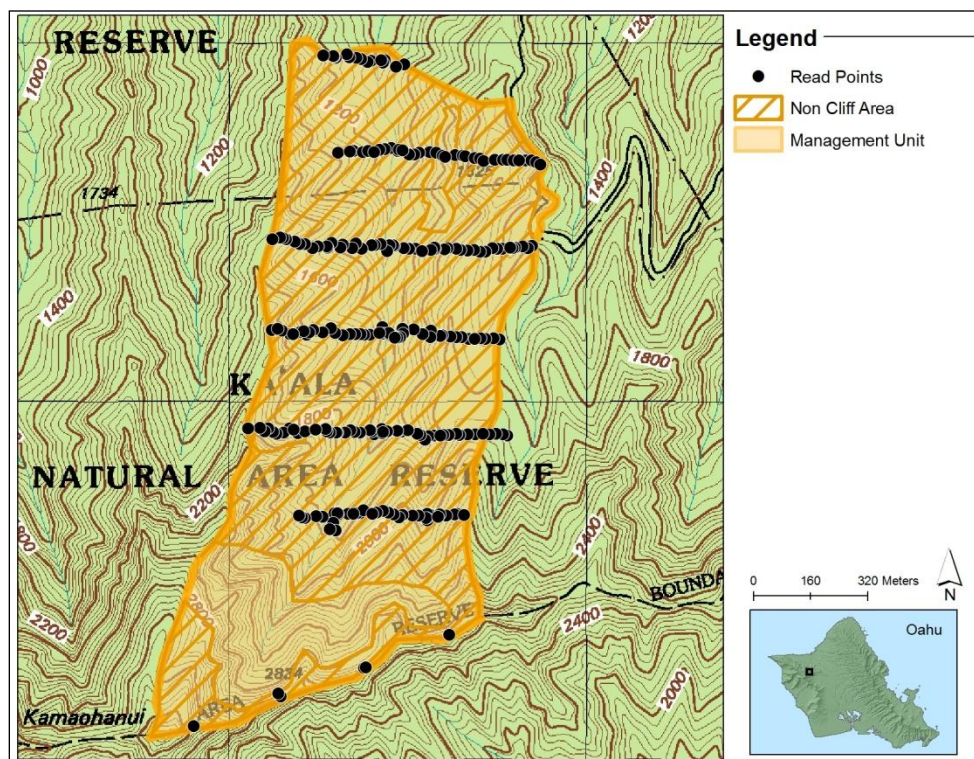 RESERVE
1000
1200
1200
1200
1734
1325
1400
1400
1600
1800
KAALA
1800
NATURAL AREA RESERVE
2200
2400
2000
2800
2200
RESERVE
BOUNDA
2400
2834
AREA
Kamaohanui
2000
Legend
Read Points
Non Cliff Area
Management Unit
0 160 320 Meters
N
Oahu